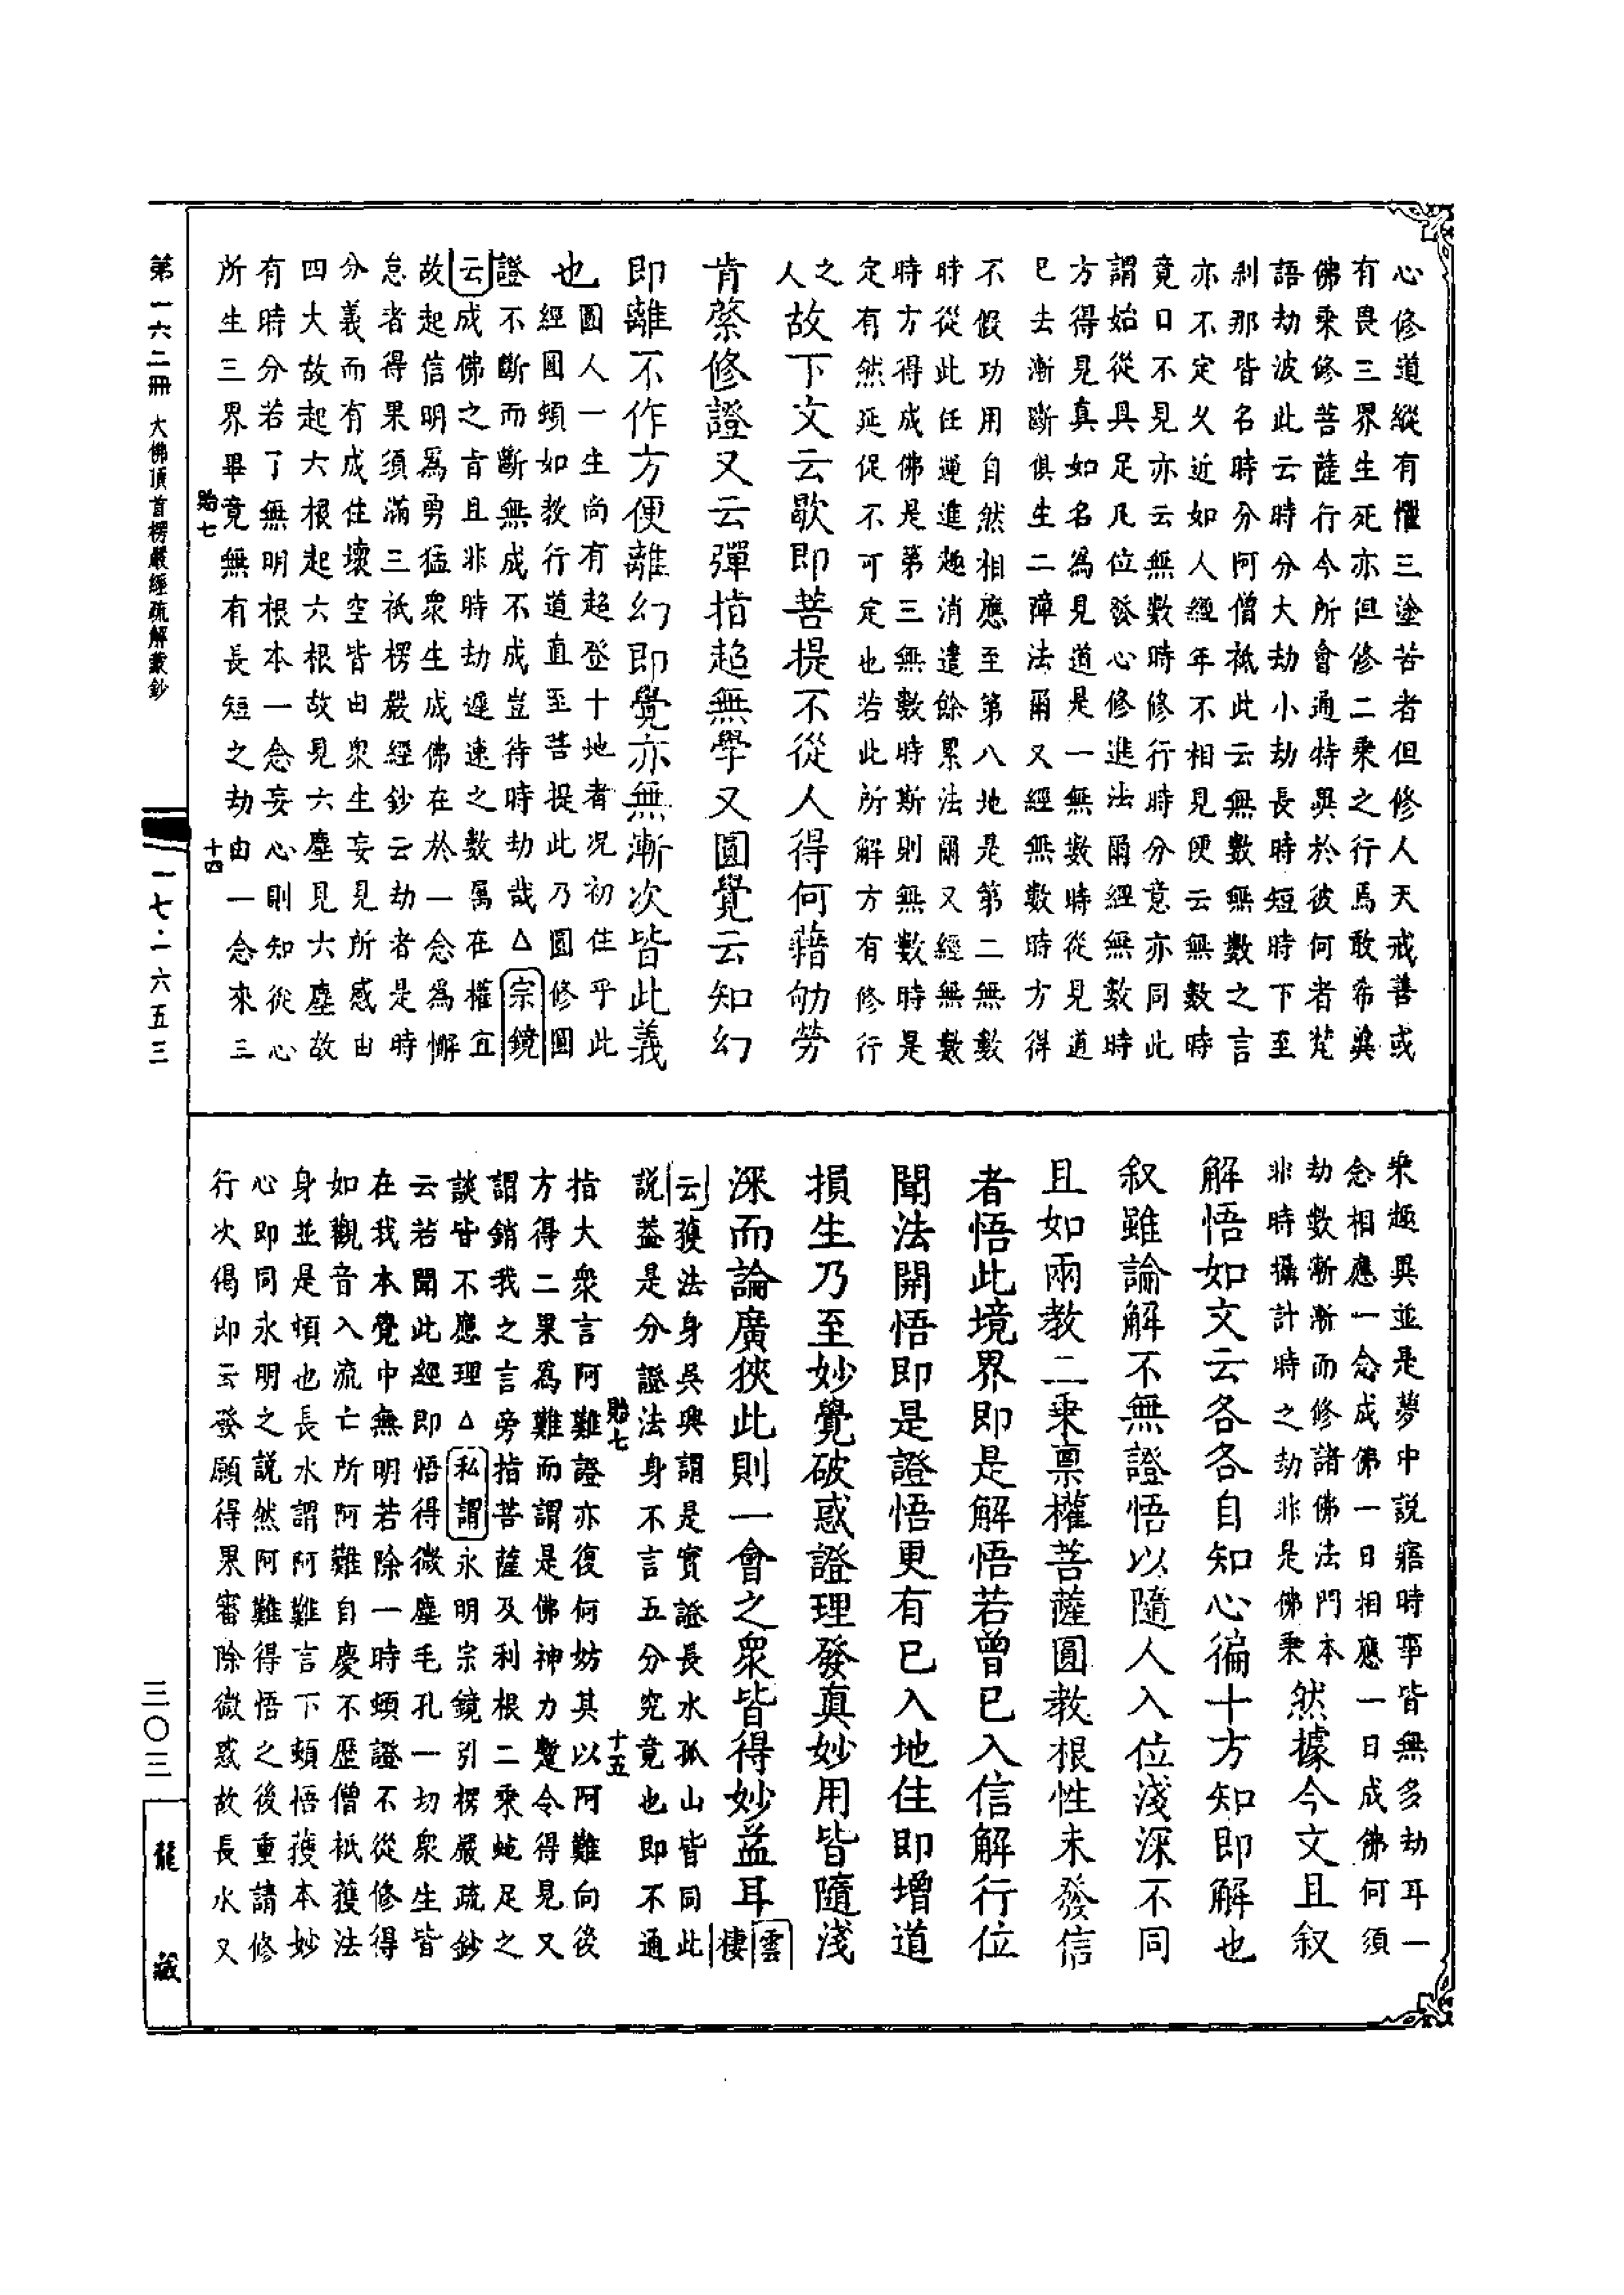 心修道縱有懼三塗苦者但修人天戒善或
有畏三界生死亦但修二乘之行焉敢希冀
佛乘修菩薩行今所會通特異於彼何者梵
語劫波此云時分大劫小劫長時短時下至
刹那皆名時分阿僧祇此云無數無數之言
亦不定久近如人經年不相見便云無數時
竟日不見亦云無數時修行時分意亦同此
謂始從具足凡位發心修進法爾經無數時
方得見真如名為見道是一無數時從見道
已去漸斷俱生二障法爾又經無數時方得
不假功用自然相應至第八地是第二無數
時從此任運進趣消遣餘累法爾又經無數
時方得成佛是第三無數時斯則無數時是
定有然延促不可定也若此所解方有修行
之
人故下文云歇即菩提不從人得何藉劬勞
肯綮修證又云彈指超無學又圓覺云知幻
即離不作方便離幻即覺亦無漸次皆此義
也圓人一生尚有超登十地者況初住乎此
經圓頓如教行道直至菩提此乃圓修圓
證不斷而斷無成不成豈待時劫哉△宗鏡
云成佛之旨且非時劫遲速之數屬在權宜
故起信明為勇猛衆生成佛在於一念為懈
怠者得果須滿三祇楞嚴經鈔云劫者是時
分義而有成住壞空皆由衆生妄見所感由
四大故起六根起六根故見六塵見六塵故
有時分若了無明根本一念妄心則知從心
所生三界畢竟無有長短之劫由一念來三
貽七
十四
第一六二冊 大佛頂首楞嚴經疏解蒙鈔
一七·二六五三
乘趣異並是夢中說寤時事皆無多劫耳一
念相應一念成佛一日相應一日成佛何須
劫數漸漸而修諸佛法門本
非時攝計時之劫非是佛乘
然據今文且叙
解悟如文云各各自知心徧十方知即解也
叙雖論解不無證悟以隨人入位淺深不同
且如兩教二乘禀權菩薩圓教根性未發信
者悟此境界即是解悟若曾已入信解行位
聞法開悟即是證悟更有已入地住即增道
損生乃至妙覺破惑證理發真妙用皆隨淺
深而論廣狹此則一會之衆皆得妙益耳雲
棲
云獲法身吳興謂是實證長水孤山皆同此
說蓋是分證法身不言五分究竟也即不通
貽七
十五
指大衆言阿難證亦復何妨其以阿難向後
方得二果為難而謂是佛神力蹔令得見又
謂銷我之言旁指菩薩及利根二乘虵足之
談皆不應理△私謂永明宗鏡引楞嚴疏鈔
云若聞此經即悟得微塵毛孔一切衆生皆
在我本覺中無明若除一時頓證不從修得
如觀音入流亡所阿難自慶不歷僧祇獲法
身並是頓也長水謂阿難言下頓悟獲本妙
心即同永明之說然阿難得悟之後重請修
行次偈即云發願得果審除微惑故長水又
三〇三
龍藏